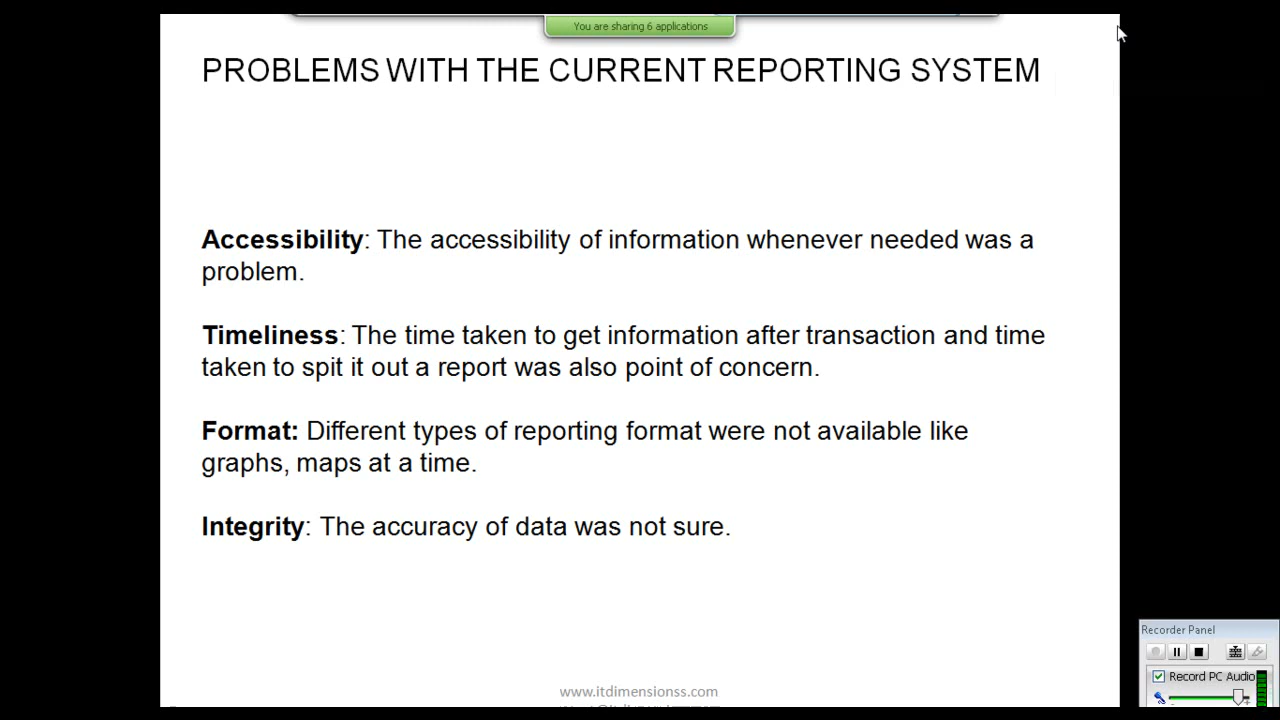 You are sharing 6 applications
PROBLEMS WITH THE CURRENT REPORTING SYSTEM
Accessibility: The accessibility of information whenever needed was a
problem.
Timeliness: The time taken to get information after transaction and time
taken to spit it out a report was also point of concern.
Format: Different types of reporting format were not available like
graphs, maps at a time.
Integrity: The accuracy of data was not sure.
Recorder Panel
Record PC Audio
www.itdimensionss.com